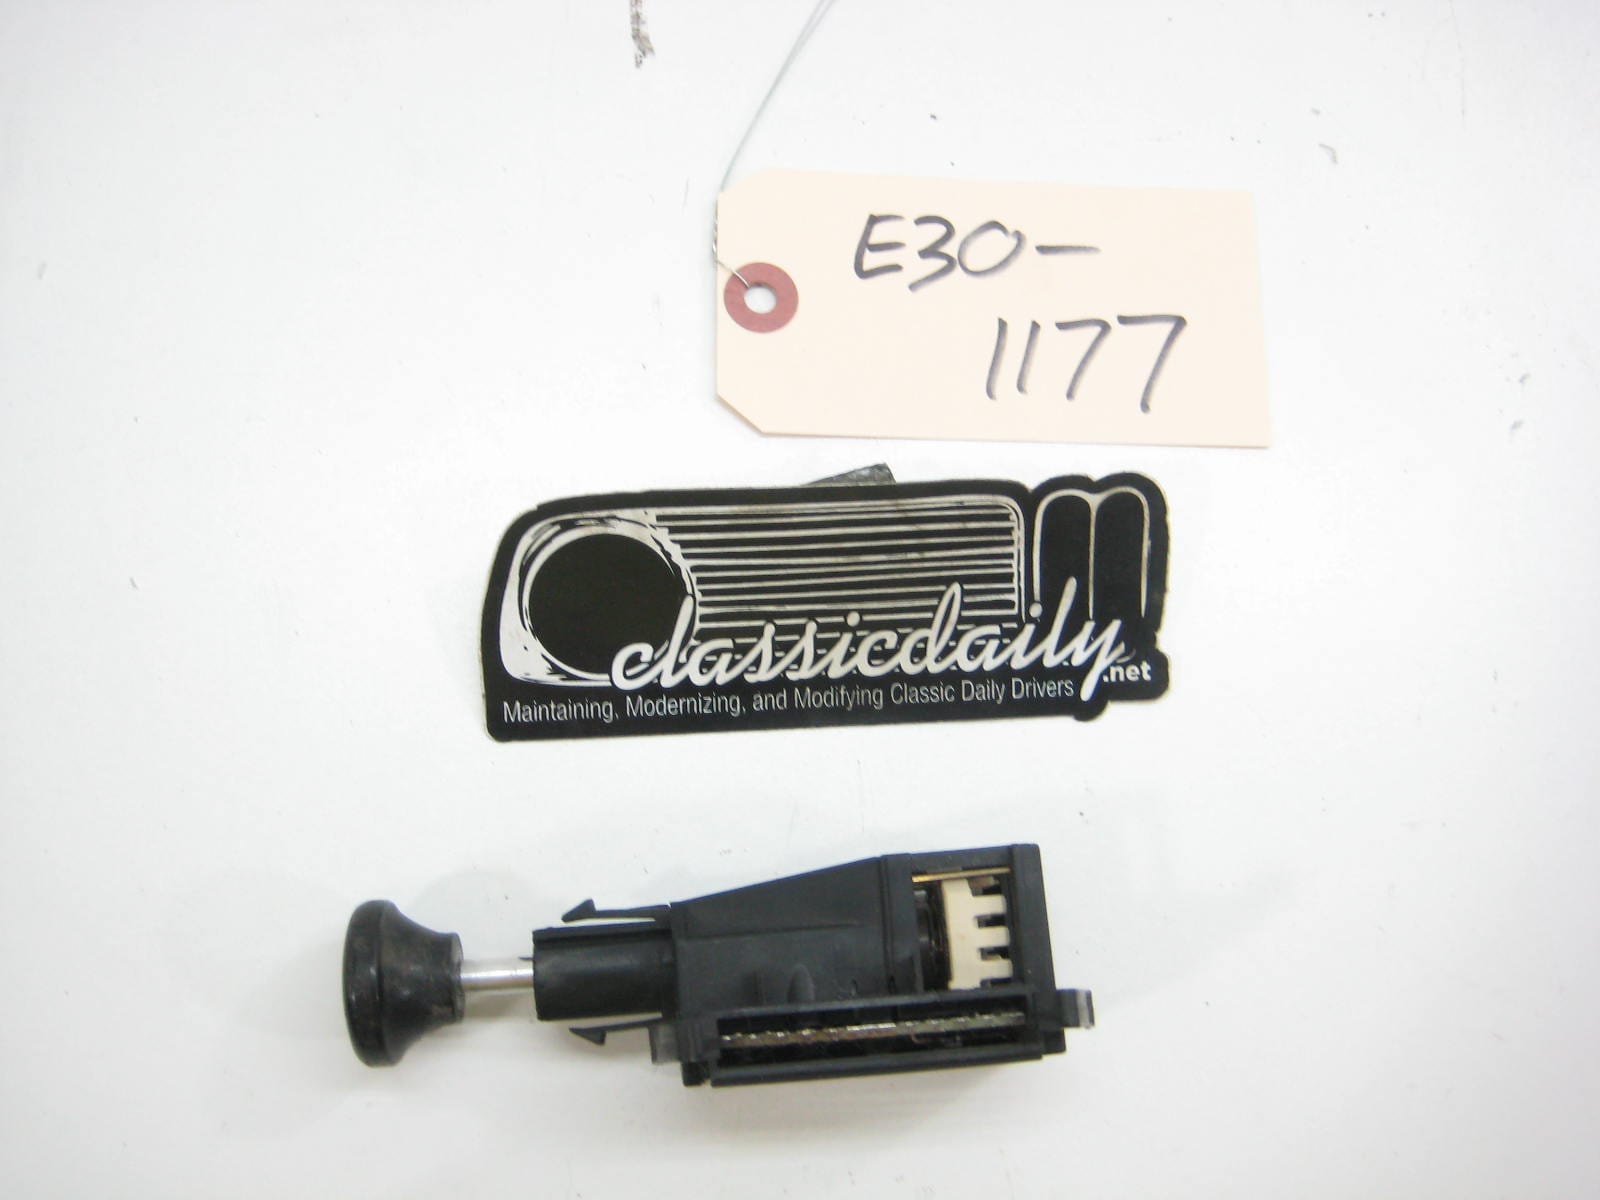 E30-
1177
classicdaily.net
Maintaining, Modernizing, and Modifying Classic Daily Drivers